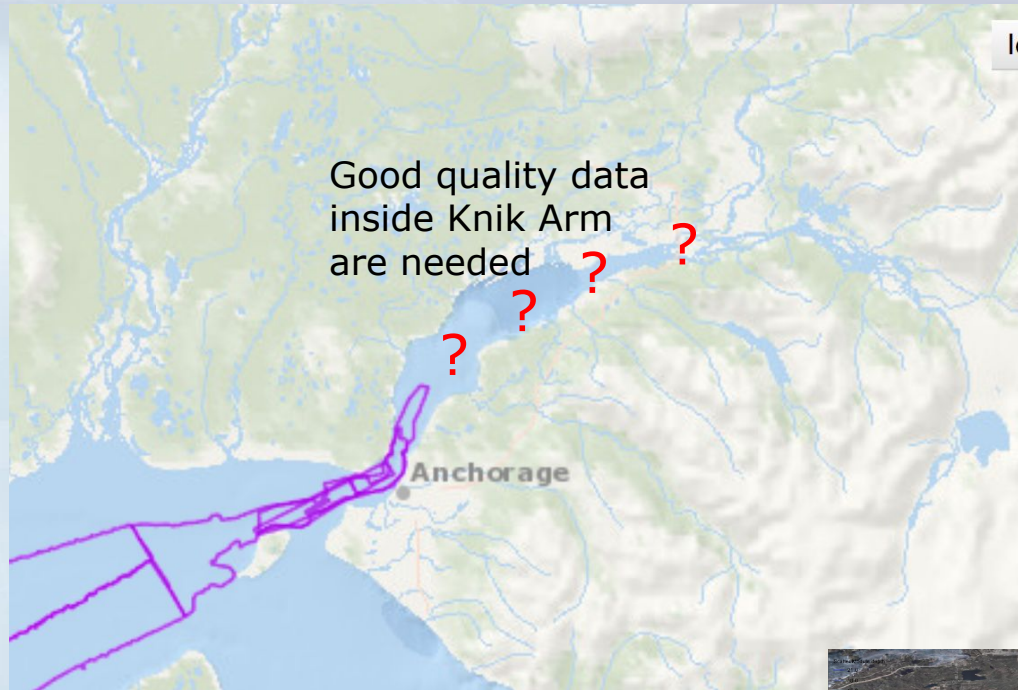 Good quality data
inside Knik Arm
are needed
?
?
?
?
Anchorage